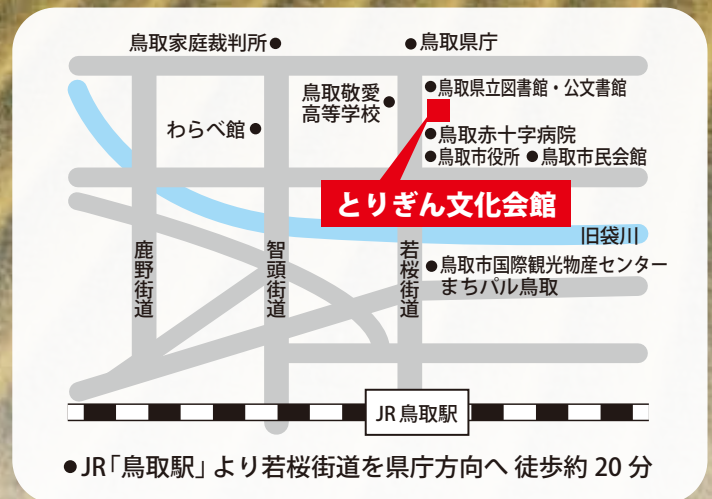 鳥取家庭裁判所●
●鳥取県庁
●鳥取県立図書館・公文書館
鳥取敬愛
高等学校●
わらべ館●
●鳥取赤十字病院
●鳥取市役所 ●鳥取市民会館
とりぎん文化会館
旧袋川
鹿野街道
智頭街道
若桜街道
●鳥取市国際観光物産センター
まちパル鳥取
JR鳥取駅
●JR「鳥取駅」より若桜街道を県庁方向へ 徒歩約 20 分